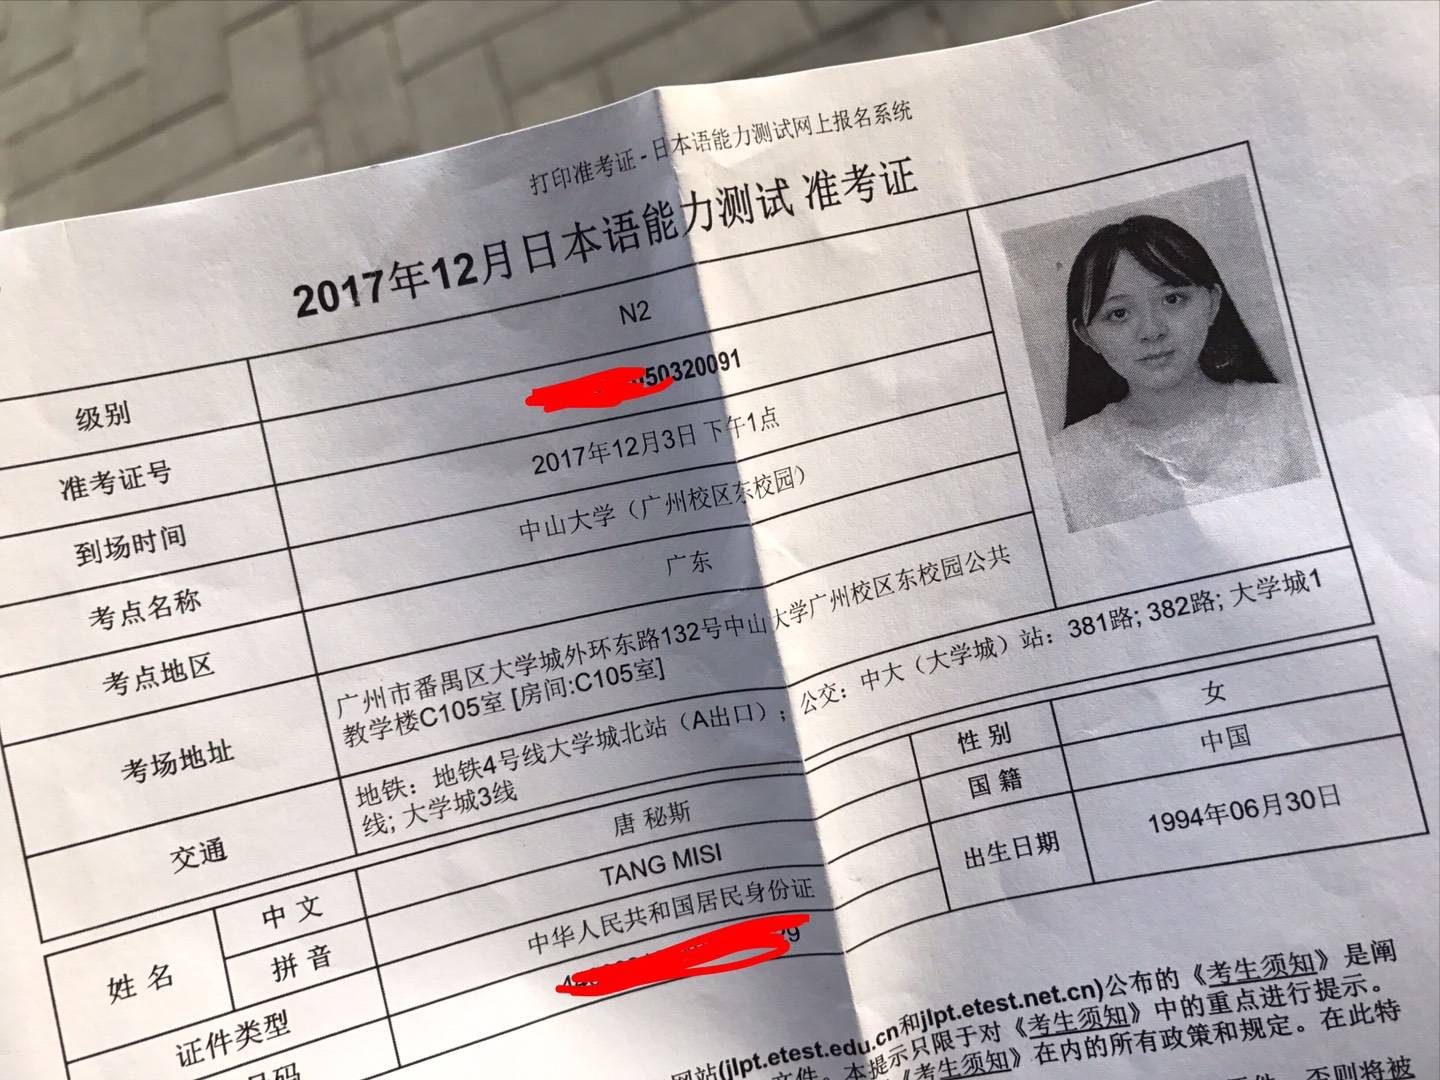 打印准考证 - 日本语能力测试网上报名系统
2017年12月日本语能力测试 准考证
级别 N2
准考证号 50320091
到场时间 2017年12月3日 下午1点
考点名称 中山大学（广州校区东校园）
考点地区 广东
考场地址 广州市番禺区大学城外环东路132号中山大学广州校区东校园公共
教学楼C105室 [房间:C105室]
交通 地铁：地铁4号线大学城北站（A出口）；公交：中大（大学城）站：381路; 382路; 大学城1
线; 大学城3线
姓名 中文 唐 秘斯 性别 女
拼音 TANG MISI 国籍 中国
证件类型 中华人民共和国居民身份证 出生日期 1994年06月30日
号码
网站(jlpt.etest.edu.cn和jlpt.etest.net.cn)公布的《考生须知》是阐
文件。本提示只限于对《考生须知》中的重点进行提示。
《考生须知》在内的所有政策和规定。在此特
否则将被